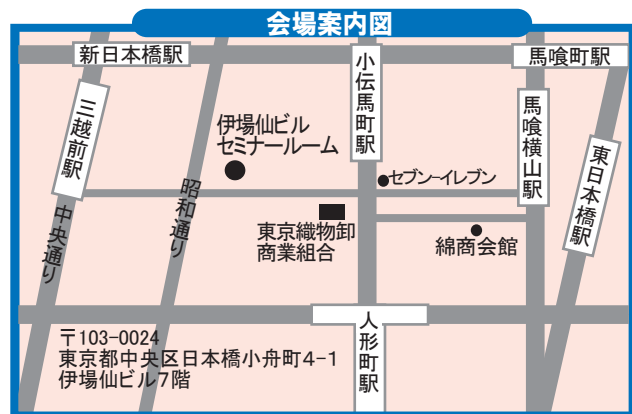 会場案内図
新日本橋駅
小伝馬町駅
馬喰町駅
三越前駅
伊場仙ビル
セミナールーム
馬喰横山駅
東日本橋駅
セブン-イレブン
昭和通り
中央通り
東京織物卸
商業組合
綿商会館
人形町駅
〒103-0024
東京都中央区日本橋小舟町4-1
伊場仙ビル7階